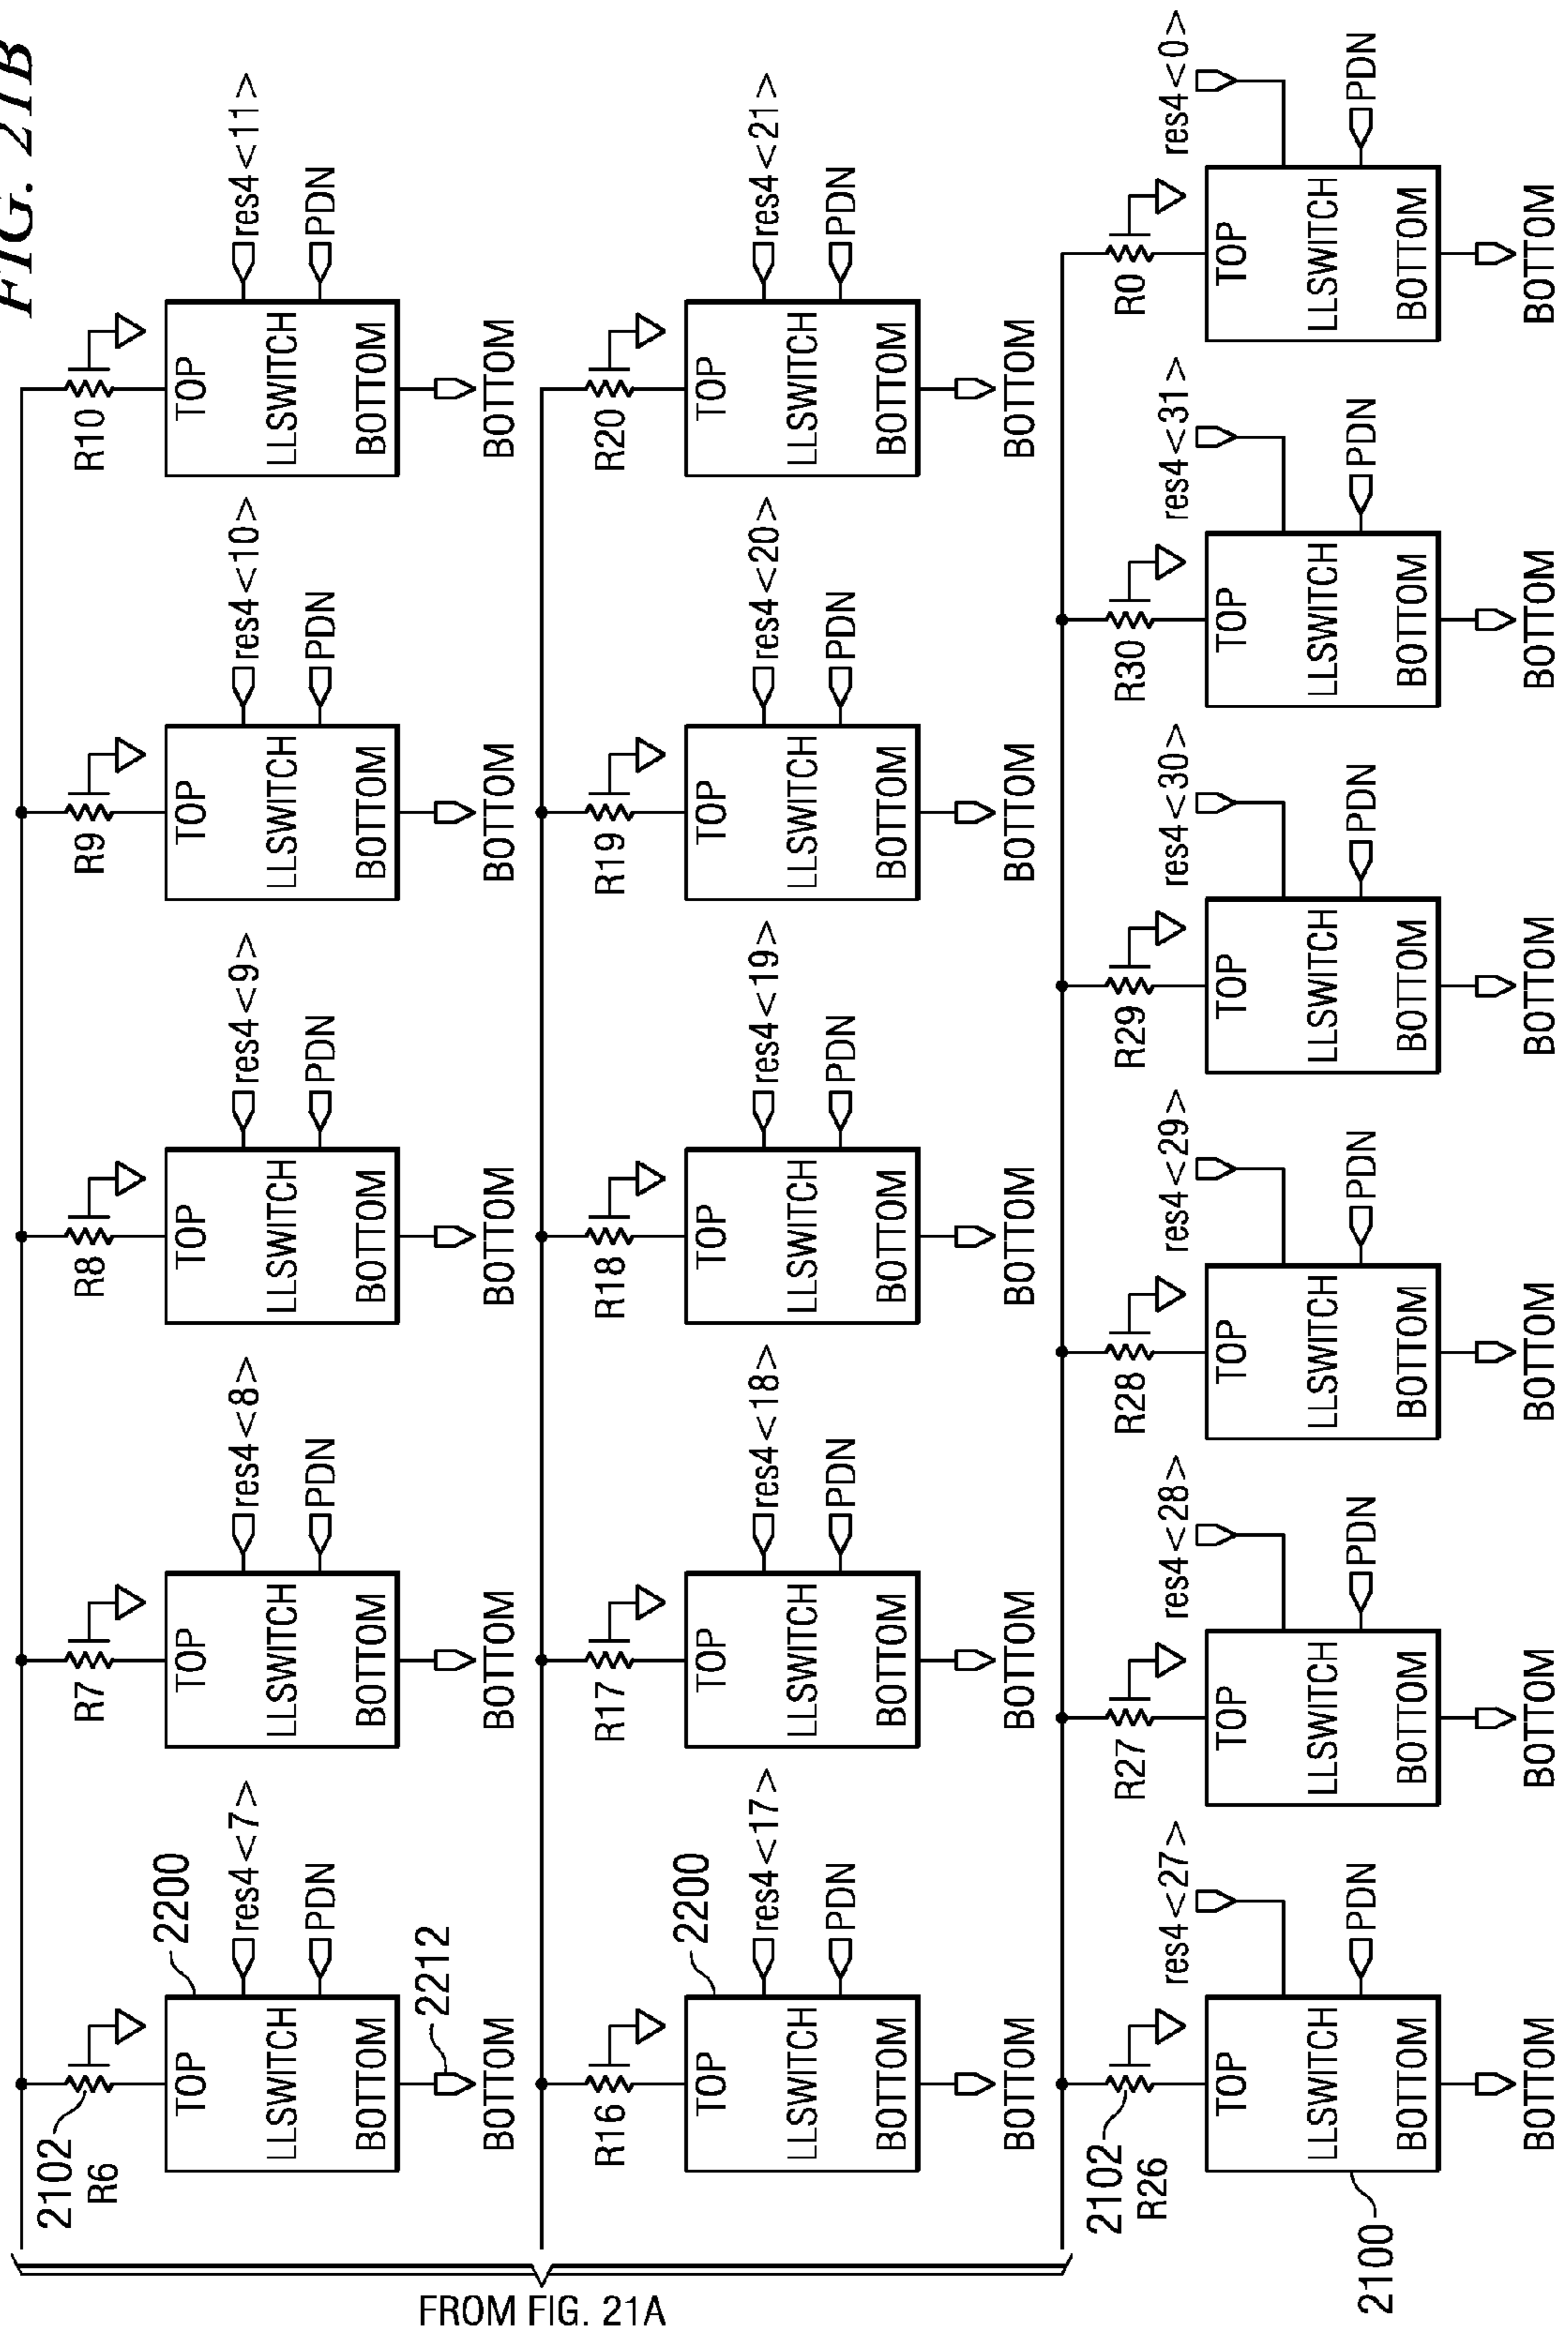 FIG. 21B
FROM FIG. 21A
2102
R6 R7 R8 R9 R10
2200
TOP TOP TOP TOP TOP
LLSWITCH LLSWITCH LLSWITCH LLSWITCH LLSWITCH
BOTTOM BOTTOM BOTTOM BOTTOM BOTTOM
res4<7> res4<8> res4<9> res4<10> res4<11>
PDN PDN PDN PDN PDN
2212
BOTTOM BOTTOM BOTTOM BOTTOM BOTTOM
R16 R17 R18 R19 R20
2200
TOP TOP TOP TOP TOP
LLSWITCH LLSWITCH LLSWITCH LLSWITCH LLSWITCH
BOTTOM BOTTOM BOTTOM BOTTOM BOTTOM
res4<17> res4<18> res4<19> res4<20> res4<21>
PDN PDN PDN PDN PDN
BOTTOM BOTTOM BOTTOM BOTTOM BOTTOM
2102
R26 R27 R28 R29 R30 R0
res4<27> res4<28> res4<29> res4<30> res4<31> res4<0>
TOP TOP TOP TOP TOP TOP
LLSWITCH LLSWITCH LLSWITCH LLSWITCH LLSWITCH LLSWITCH
PDN PDN PDN PDN PDN PDN
BOTTOM BOTTOM BOTTOM BOTTOM BOTTOM BOTTOM
2100
BOTTOM BOTTOM BOTTOM BOTTOM BOTTOM BOTTOM